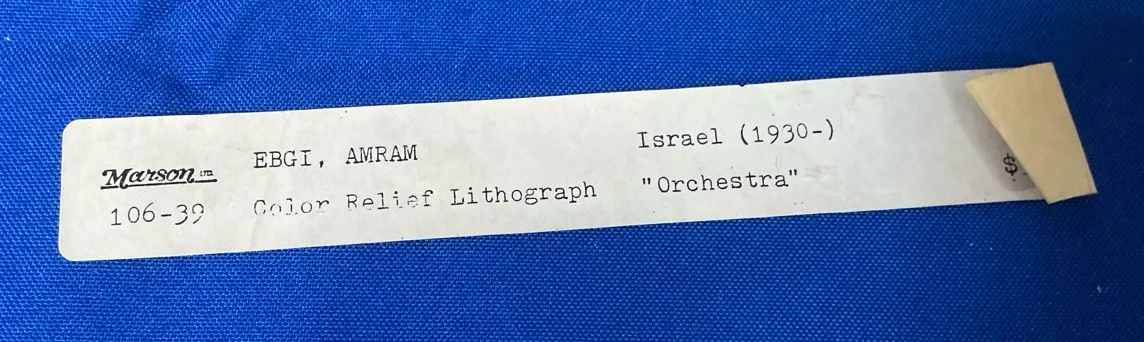 Marson LTD.
EBGI, AMRAM Israel (1930-)
106-39 Color Relief Lithograph "Orchestra" $